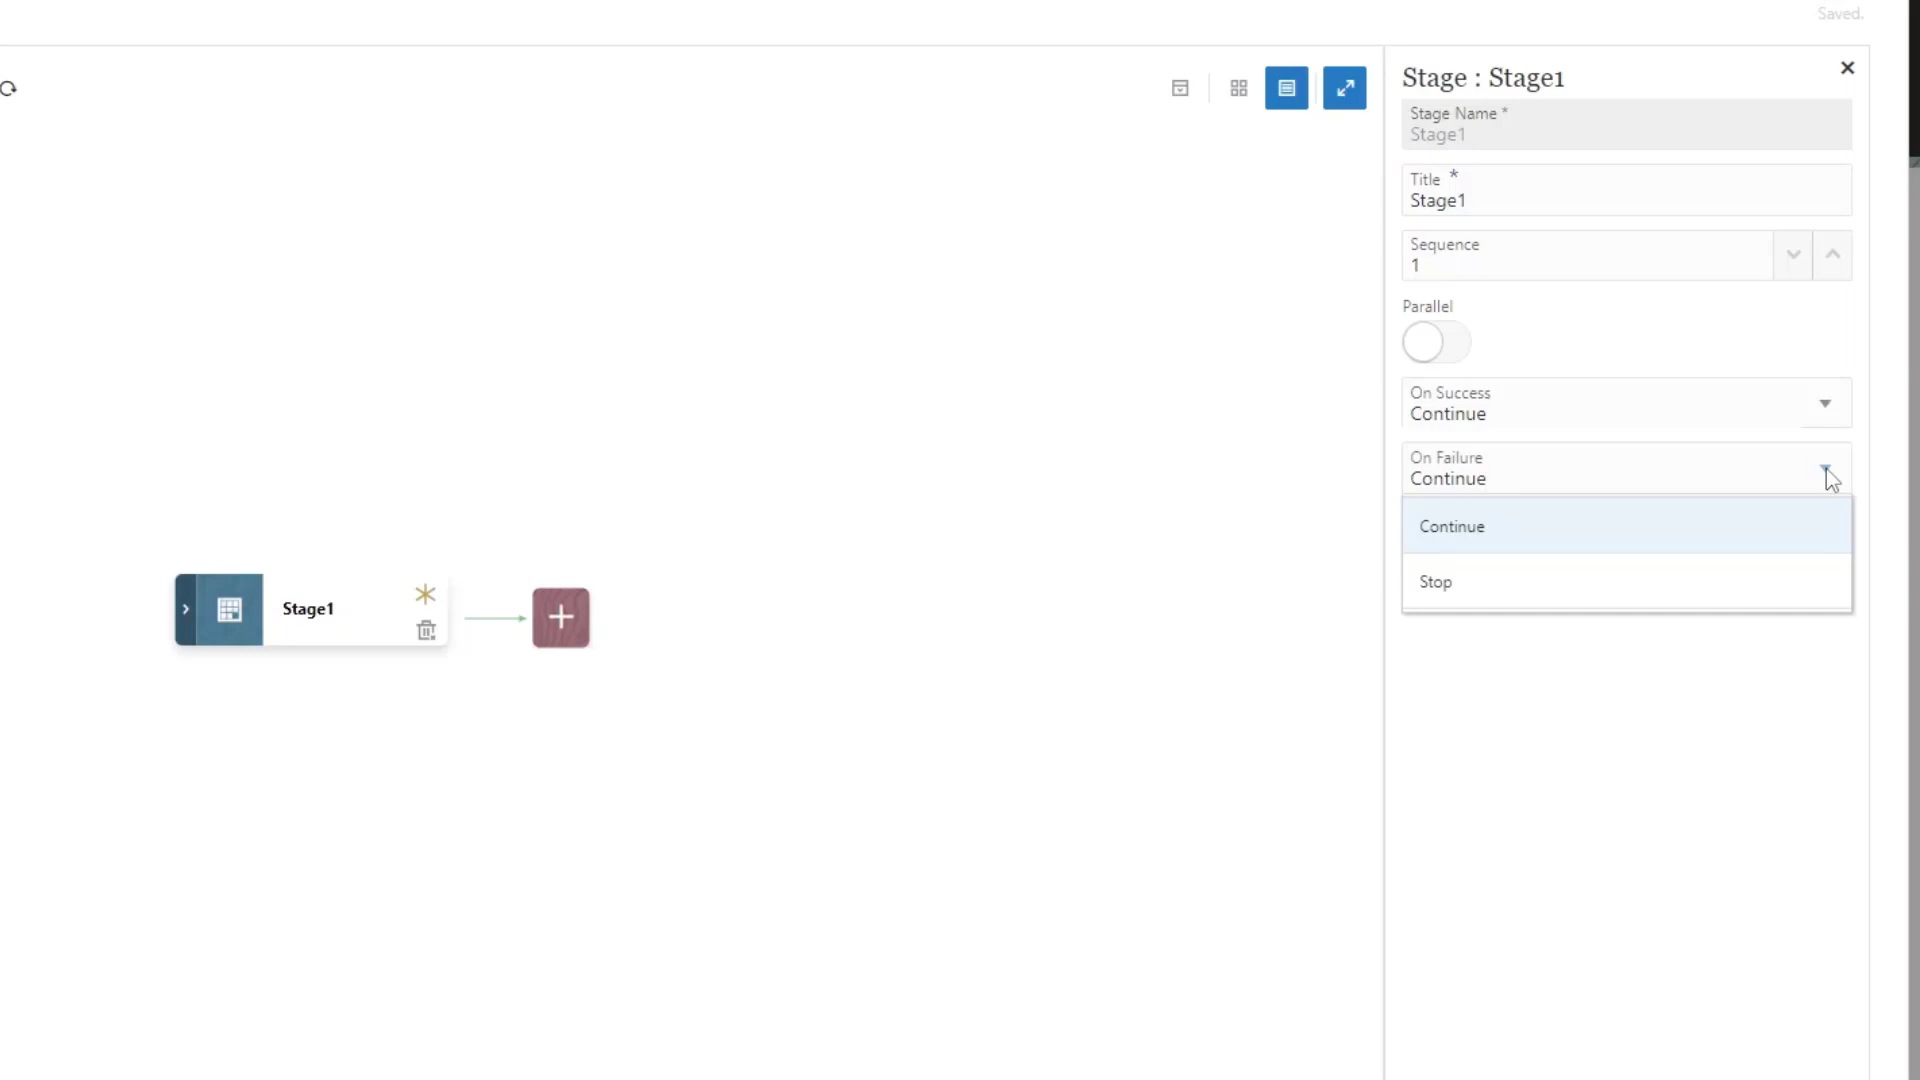 Saved.
Stage : Stage1
Stage Name *
Stage1
Title *
Stage1
Sequence
1
Parallel
On Success
Continue
On Failure
Continue
Continue
Stop
Stage1